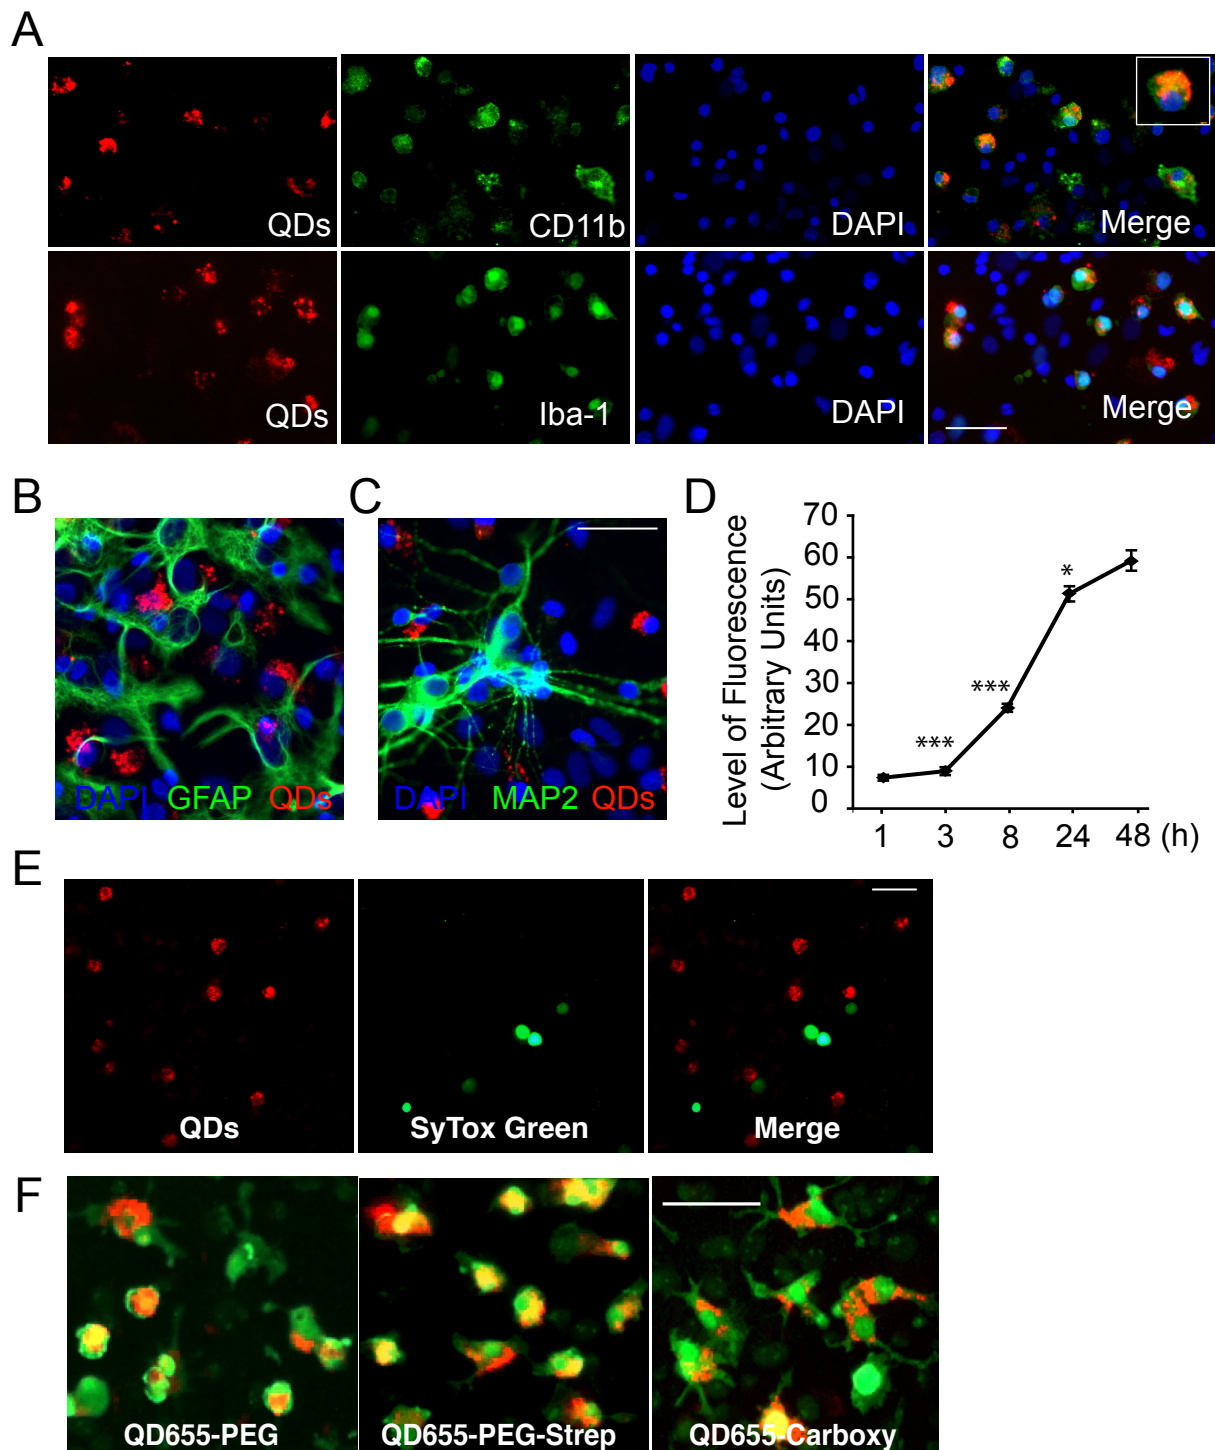 A
QDs CD11b DAPI Merge
QDs Iba-1 DAPI Merge
B
DAPI GFAP QDs
C
DAPI MAP2 QDs
D
Level of Fluorescence
(Arbitrary Units)
70
60
50
40
30
20
10
0
*
***
***
1 3 8 24 48 (h)
E
QDs SyTox Green Merge
F
QD655-PEG QD655-PEG-Strep QD655-Carboxy